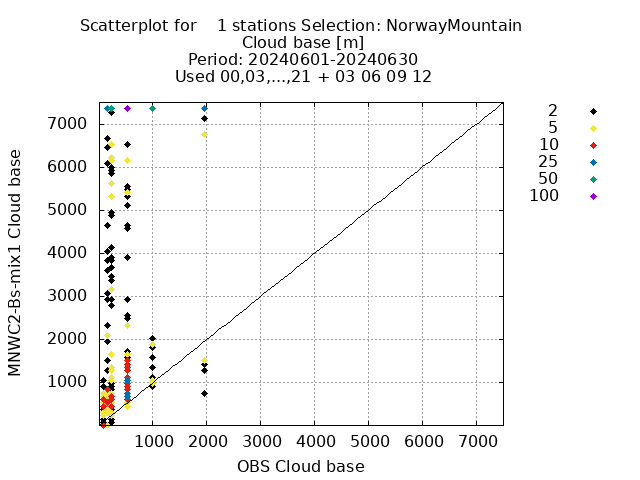 Scatterplot for    1 stations Selection: NorwayMountain
Cloud base [m]
Period: 20240601-20240630
Used 00,03,...,21 + 03 06 09 12
2
5
10
25
50
100
7000
6000
5000
4000
3000
2000
1000
MNWC2-Bs-mix1 Cloud base
1000 2000 3000 4000 5000 6000 7000
OBS Cloud base